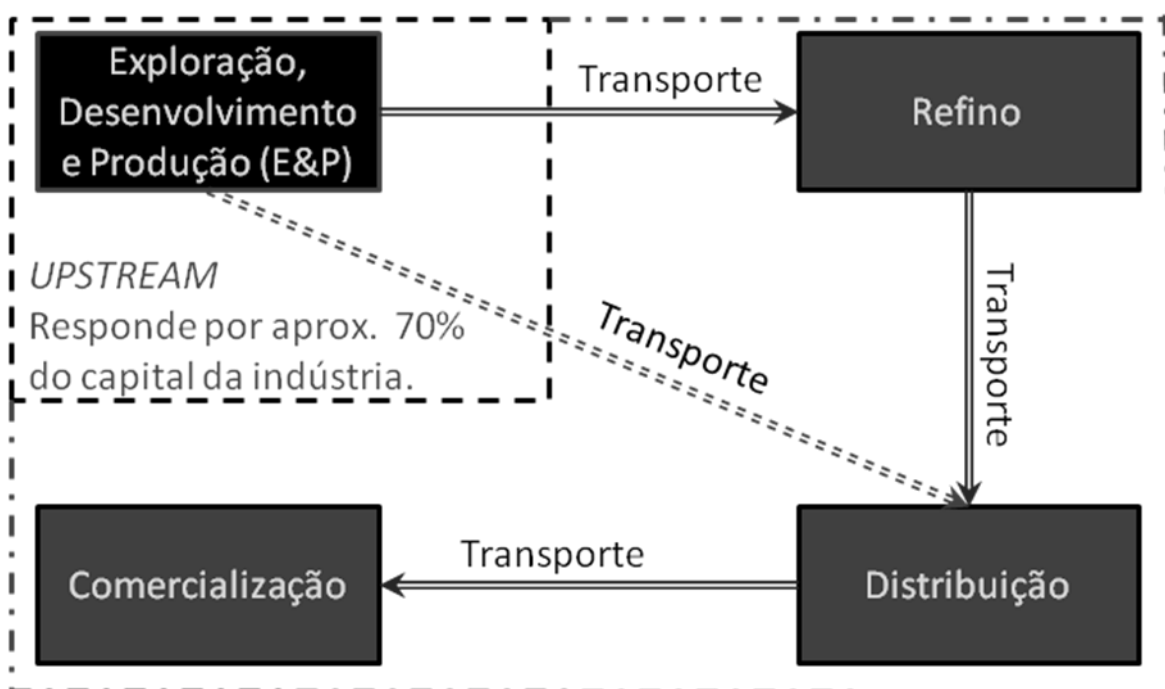 Exploração,
Desenvolvimento
e Produção (E&P)
Transporte
Refino
UPSTREAM
Responde por aprox. 70%
do capital da indústria.
Transporte
Transporte
Comercialização
Transporte
Distribuição